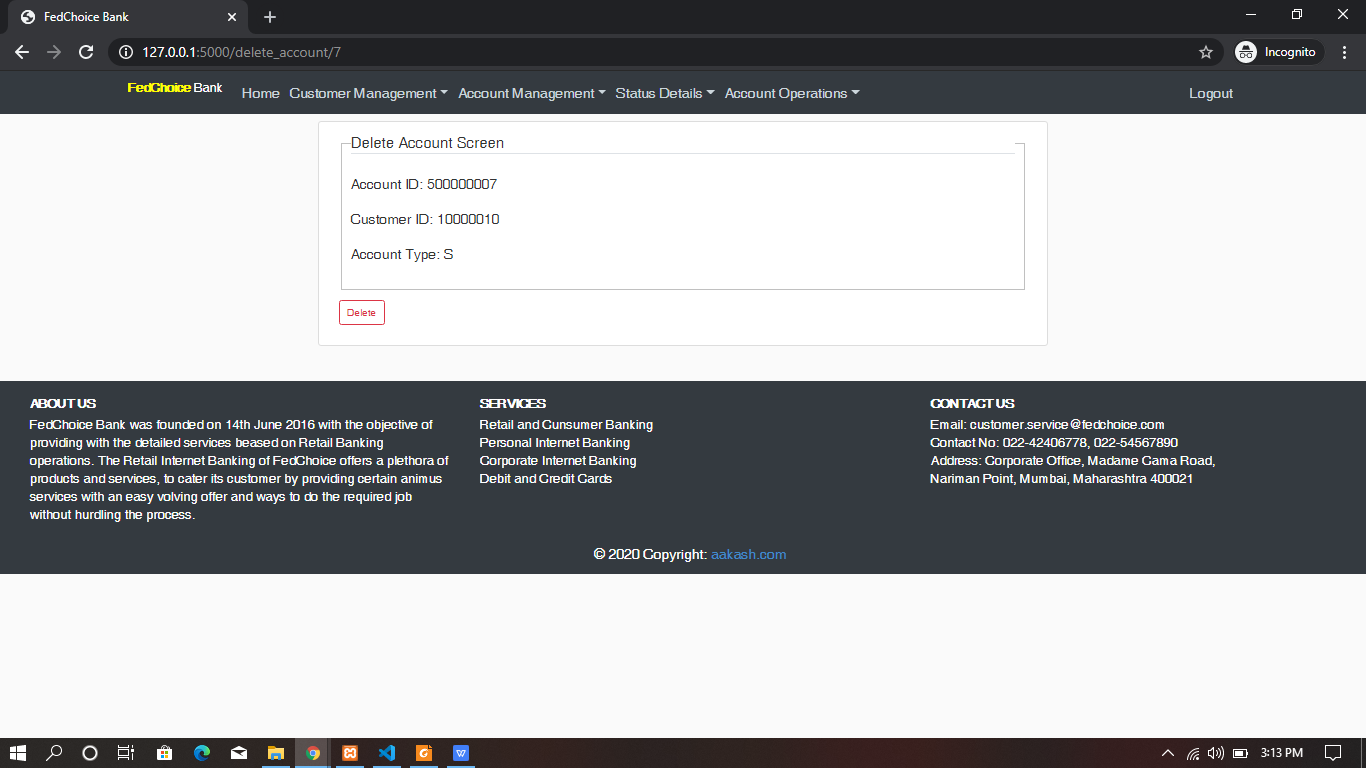 FedChoice Bank
127.0.0.1:5000/delete_account/7
Incognito
FedChoice Bank Home Customer Management Account Management Status Details Account Operations Logout
Delete Account Screen
Account ID: 500000007
Customer ID: 10000010
Account Type: S
Delete
ABOUT US
FedChoice Bank was founded on 14th June 2016 with the objective of
providing with the detailed services beased on Retail Banking
operations. The Retail Internet Banking of FedChoice offers a plethora of
products and services, to cater its customer by providing certain animus
services with an easy volving offer and ways to do the required job
without hurdling the process.
SERVICES
Retail and Cunsumer Banking
Personal Internet Banking
Corporate Internet Banking
Debit and Credit Cards
CONTACT US
Email: customer.service@fedchoice.com
Contact No: 022-42406778, 022-54567890
Address: Corporate Office, Madame Cama Road,
Nariman Point, Mumbai, Maharashtra 400021
© 2020 Copyright: aakash.com
3:13 PM